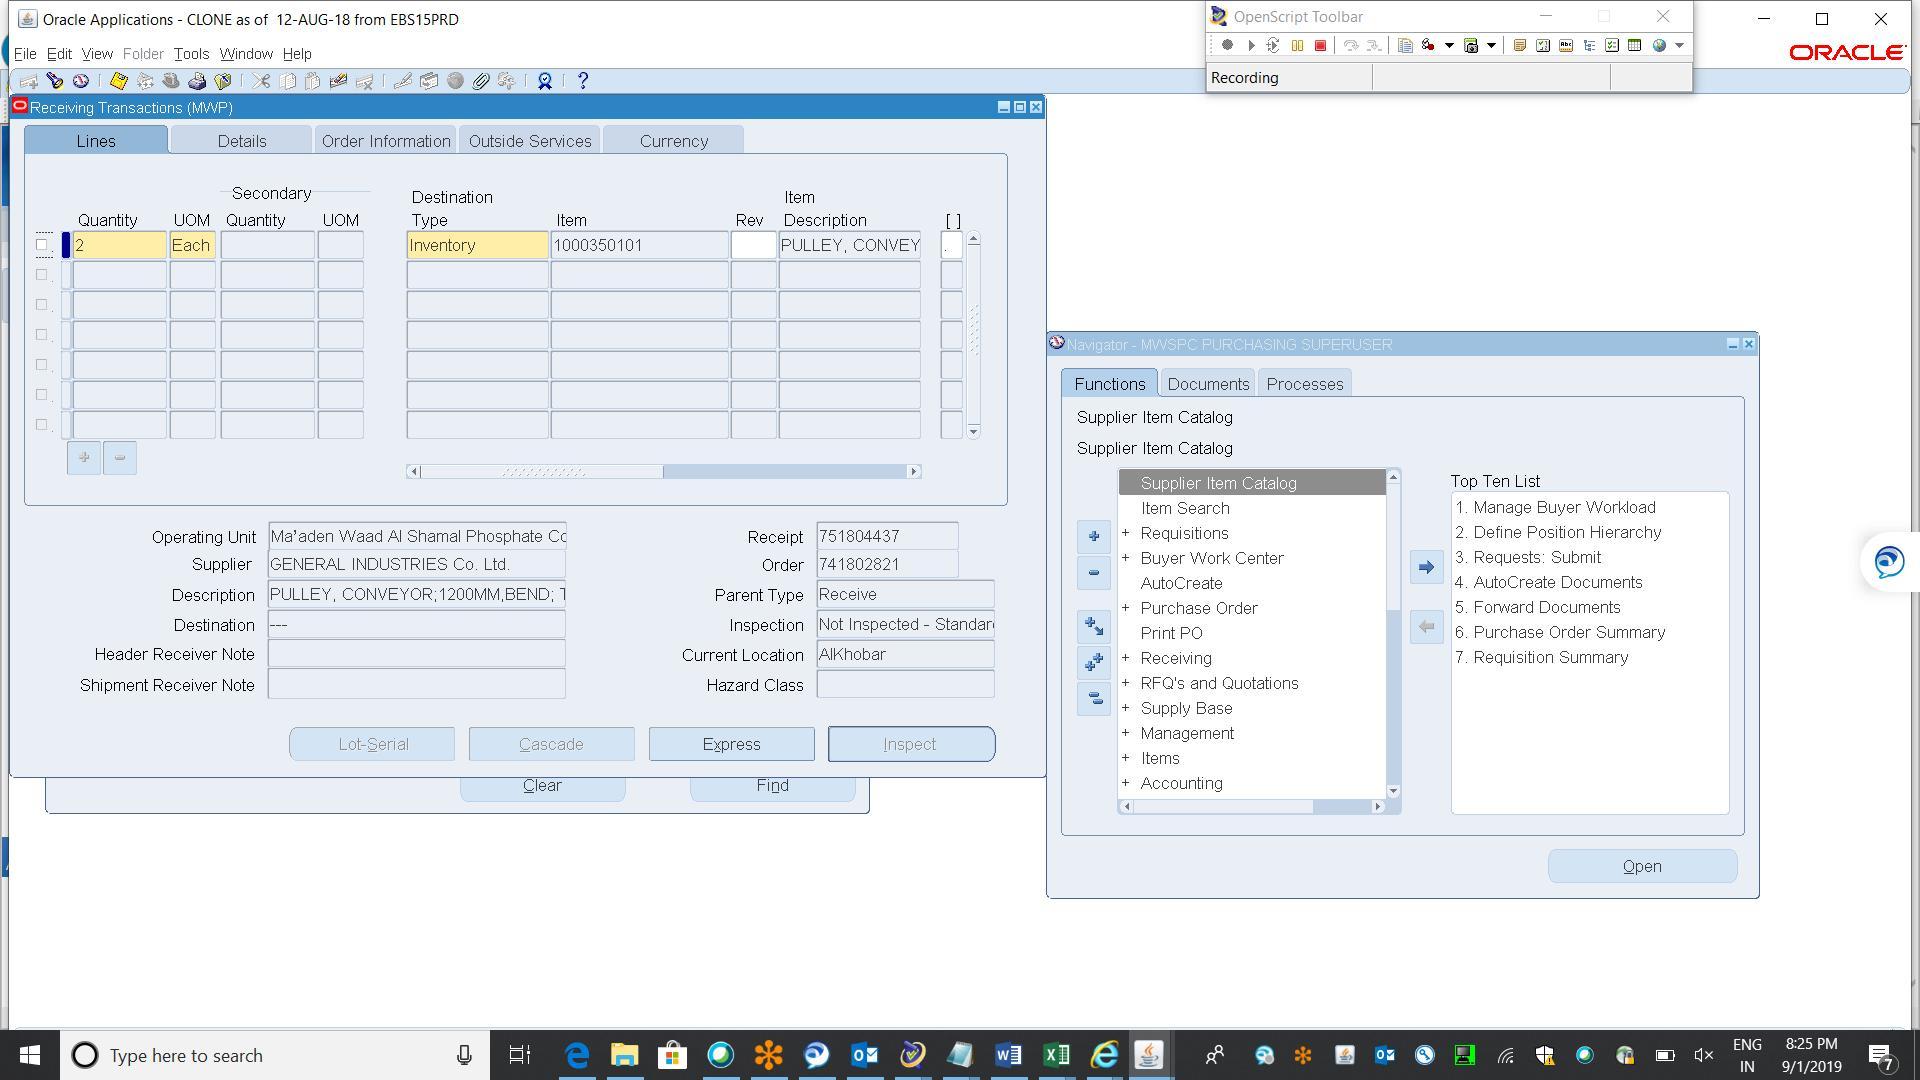 Oracle Applications - CLONE as of 12-AUG-18 from EBS15PRD
File Edit View Folder Tools Window Help
ORACLE
OpenScript Toolbar
Recording
Receiving Transactions (MWP)
Lines Details Order Information Outside Services Currency
Secondary Destination Item
Quantity UOM Quantity UOM Type Item Rev Description [ ]
2 Each Inventory 1000350101 PULLEY, CONVEY .
Operating Unit Ma'aden Waad Al Shamal Phosphate Co
Receipt 751804437
Supplier GENERAL INDUSTRIES Co. Ltd.
Order 741802821
Description PULLEY, CONVEYOR;1200MM,BEND; T
Parent Type Receive
Destination ---
Inspection Not Inspected - Standar
Header Receiver Note
Current Location AlKhobar
Shipment Receiver Note
Hazard Class
Lot-Serial Cascade Express Inspect
Clear Find
Navigator - MWSPC PURCHASING SUPERUSER
Functions Documents Processes
Supplier Item Catalog
Supplier Item Catalog
Supplier Item Catalog
Item Search
+ Requisitions
+ Buyer Work Center
AutoCreate
+ Purchase Order
Print PO
+ Receiving
+ RFQ's and Quotations
+ Supply Base
+ Management
+ Items
+ Accounting
Top Ten List
1. Manage Buyer Workload
2. Define Position Hierarchy
3. Requests: Submit
4. AutoCreate Documents
5. Forward Documents
6. Purchase Order Summary
7. Requisition Summary
Open
Type here to search
ENG
IN
8:25 PM
9/1/2019
7